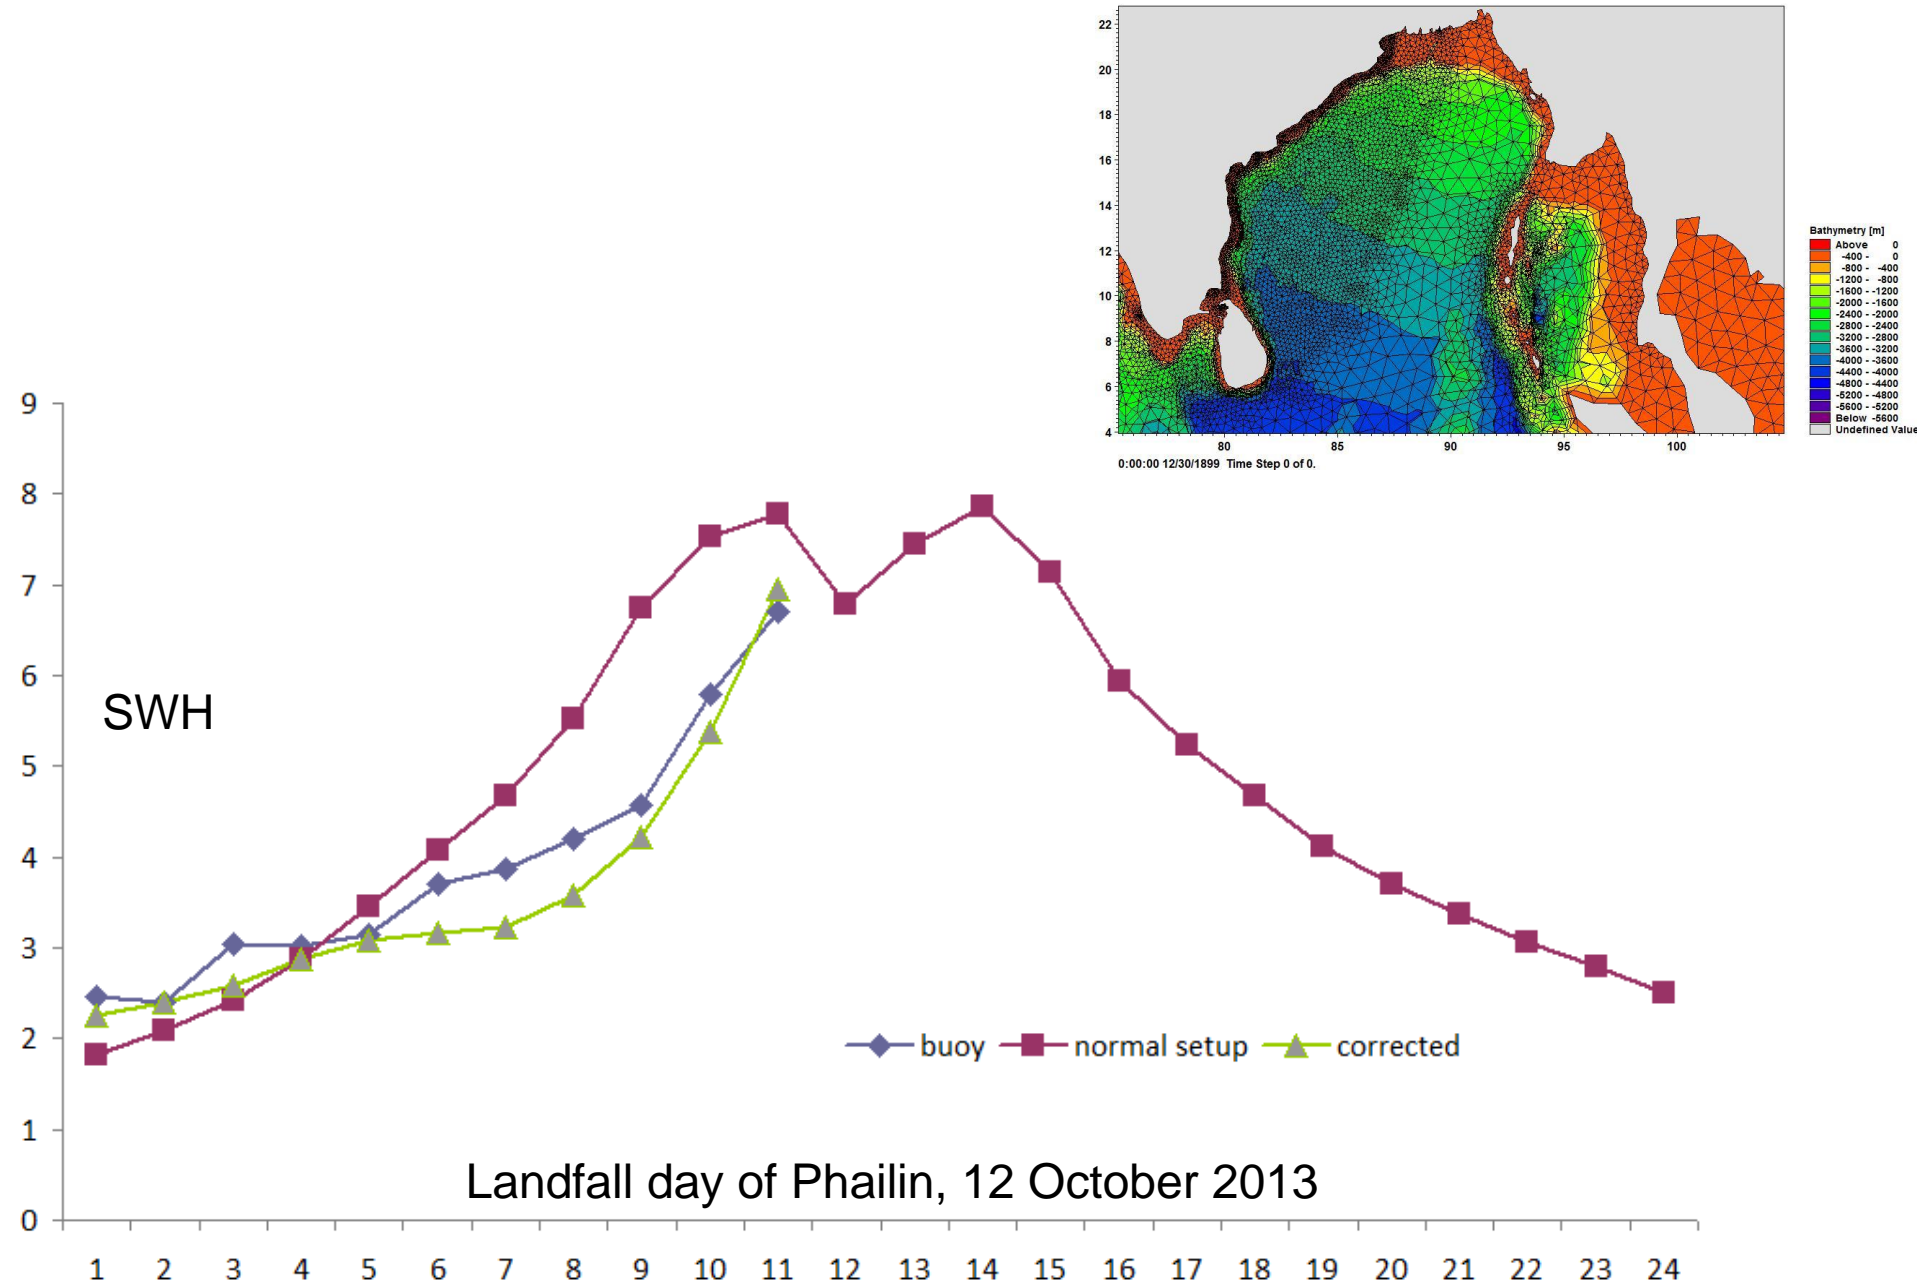 22
20
18
16
14
12
10
8
6
4
80 85 90 95 100
0:00:00 12/30/1899 Time Step 0 of 0.
Bathymetry [m]
Above 0
-400 - 0
-800 - -400
-1200 - -800
-1600 - -1200
-2000 - -1600
-2400 - -2000
-2800 - -2400
-3200 - -2800
-3600 - -3200
-4000 - -3600
-4400 - -4000
-4800 - -4400
-5200 - -4800
-5600 - -5200
Below -5600
Undefined Value
9
8
7
6
5
4
3
2
1
0
SWH
buoy normal setup corrected
Landfall day of Phailin, 12 October 2013
1 2 3 4 5 6 7 8 9 10 11 12 13 14 15 16 17 18 19 20 21 22 23 24